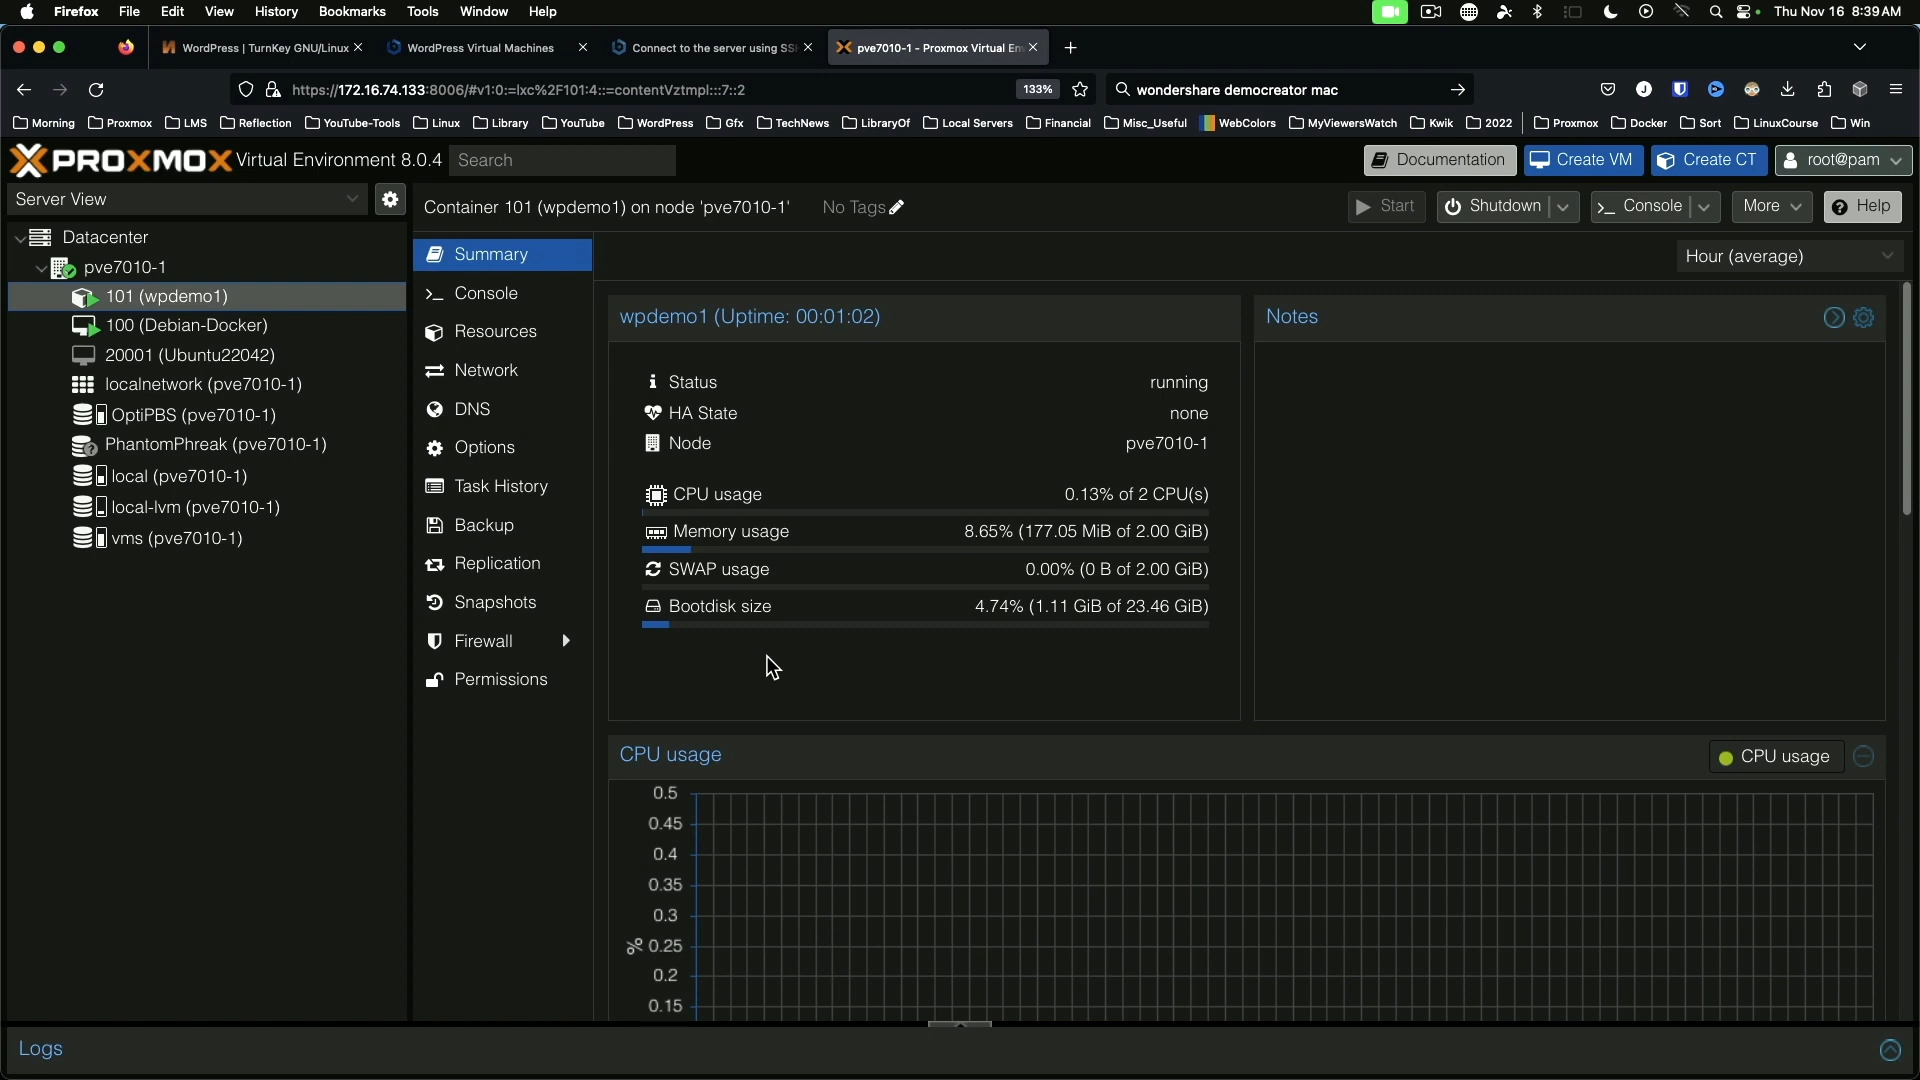 Firefox File Edit View History Bookmarks Tools Window Help Thu Nov 16 8:39 AM
WordPress | TurnKey GNU/Linux WordPress Virtual Machines Connect to the server using SSH pve7010-1 - Proxmox Virtual En
https://172.16.74.133:8006/#v1:0:=lxc%2F101:4::=contentVztmpl:::7::2 133% wondershare democreator mac
Morning Proxmox LMS Reflection YouTube-Tools Linux Library YouTube WordPress Gfx TechNews LibraryOf Local Servers Financial Misc_Useful WebColors MyViewersWatch Kwik 2022 Proxmox Docker Sort LinuxCourse Win
PROXMOX Virtual Environment 8.0.4 Search Documentation Create VM Create CT root@pam
Server View
Container 101 (wpdemo1) on node 'pve7010-1' No Tags Start Shutdown Console More Help
Datacenter
pve7010-1
101 (wpdemo1)
100 (Debian-Docker)
20001 (Ubuntu22042)
localnetwork (pve7010-1)
OptiPBS (pve7010-1)
PhantomPhreak (pve7010-1)
local (pve7010-1)
local-lvm (pve7010-1)
vms (pve7010-1)
Summary
Console
Resources
Network
DNS
Options
Task History
Backup
Replication
Snapshots
Firewall
Permissions
Hour (average)
wpdemo1 (Uptime: 00:01:02)
Status running
HA State none
Node pve7010-1
CPU usage 0.13% of 2 CPU(s)
Memory usage 8.65% (177.05 MiB of 2.00 GiB)
SWAP usage 0.00% (0 B of 2.00 GiB)
Bootdisk size 4.74% (1.11 GiB of 23.46 GiB)
Notes
CPU usage CPU usage
0.5
0.45
0.4
0.35
0.3
% 0.25
0.2
0.15
Logs